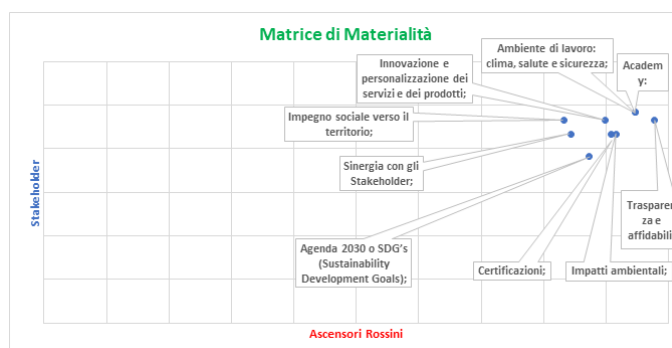 Matrice di Materialità
Ambiente di lavoro:
clima, salute e sicurezza;
Academ
y:
Innovazione e
personalizzazione dei
servizi e dei prodotti;
Impegno sociale verso il
territorio;
Sinergia con gli
Stakeholder;
Stakeholder
Trasparen
za e
affidabili
Agenda 2030 o SDG's
(Sustainability
Development Goals);
Certificazioni;
Impatti ambientali;
Ascensori Rossini